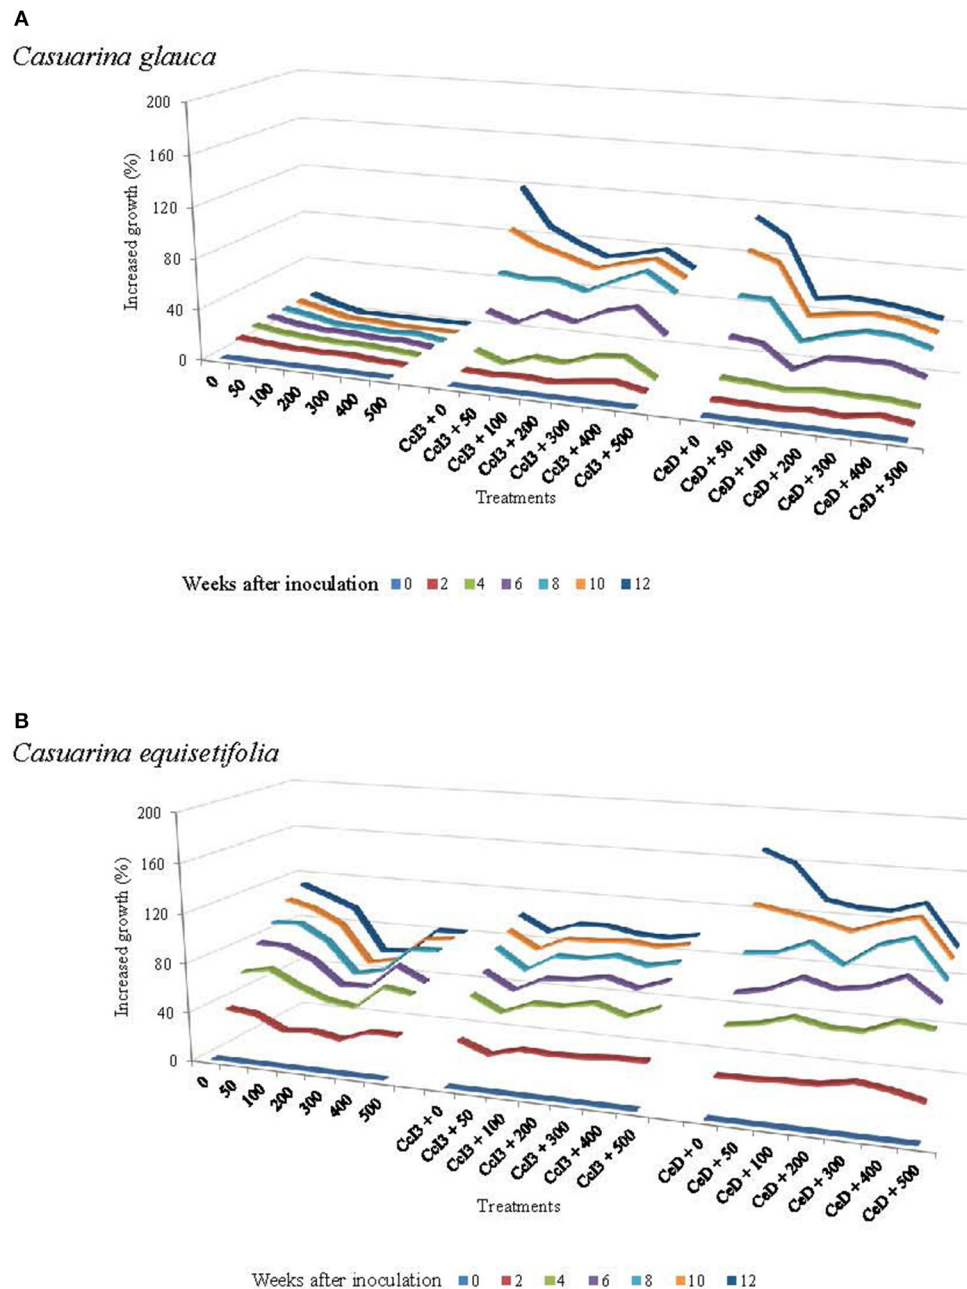 A
Casuarina glauca
200
160
120
80
40
0
Increased growth (%)
0
50
100
200
300
400
500
CcI3 + 0
CcI3 + 50
CcI3 + 100
CcI3 + 200
CcI3 + 300
CcI3 + 400
CcI3 + 500
CeD + 0
CeD + 50
CeD + 100
CeD + 200
CeD + 300
CeD + 400
CeD + 500
Treatments
Weeks after inoculation 0 2 4 6 8 10 12
B
Casuarina equisetifolia
200
160
120
80
40
0
Increased growth (%)
0
50
100
200
300
400
500
CcI3 + 0
CcI3 + 50
CcI3 + 100
CcI3 + 200
CcI3 + 300
CcI3 + 400
CcI3 + 500
CeD + 0
CeD + 50
CeD + 100
CeD + 200
CeD + 300
CeD + 400
CeD + 500
Treatments
Weeks after inoculation 0 2 4 6 8 10 12